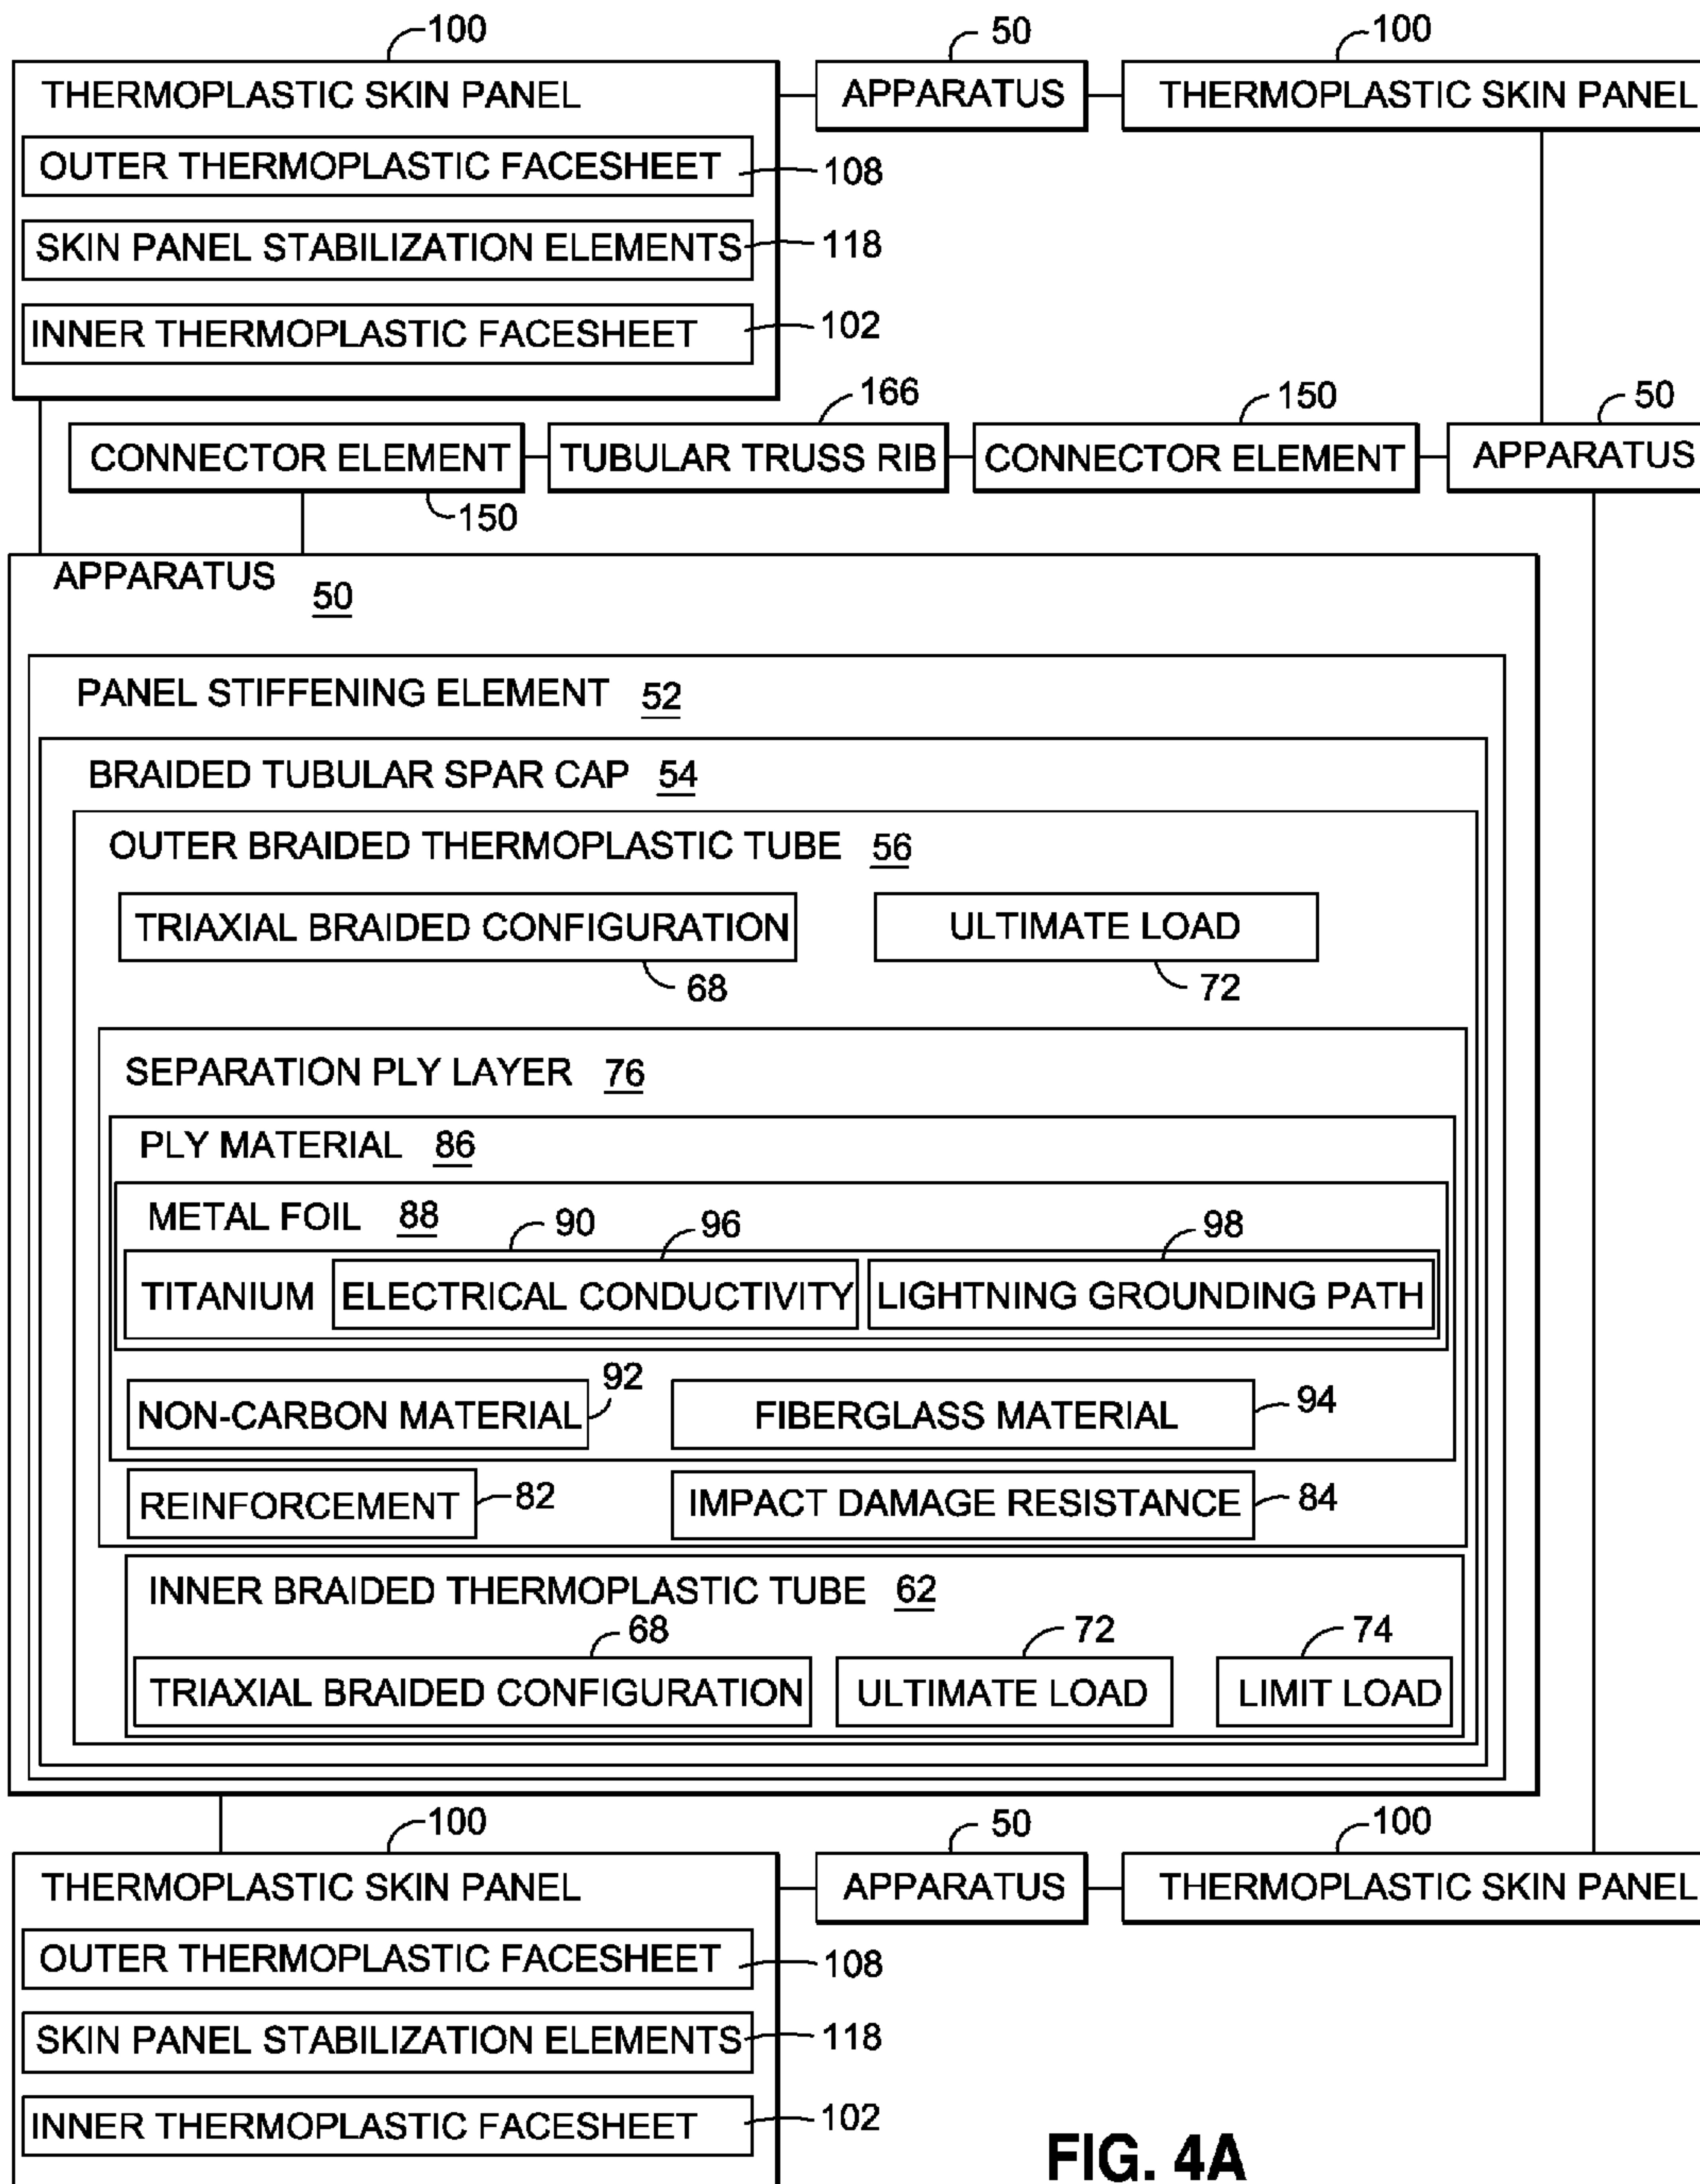 100
50
100
THERMOPLASTIC SKIN PANEL
APPARATUS
THERMOPLASTIC SKIN PANEL
OUTER THERMOPLASTIC FACESHEET
108
SKIN PANEL STABILIZATION ELEMENTS
118
INNER THERMOPLASTIC FACESHEET
102
166
150
50
CONNECTOR ELEMENT
TUBULAR TRUSS RIB
CONNECTOR ELEMENT
APPARATUS
150
APPARATUS 50
PANEL STIFFENING ELEMENT 52
BRAIDED TUBULAR SPAR CAP 54
OUTER BRAIDED THERMOPLASTIC TUBE 56
TRIAXIAL BRAIDED CONFIGURATION
ULTIMATE LOAD
68
72
SEPARATION PLY LAYER 76
PLY MATERIAL 86
METAL FOIL 88
90
96
98
TITANIUM
ELECTRICAL CONDUCTIVITY
LIGHTNING GROUNDING PATH
NON-CARBON MATERIAL
92
FIBERGLASS MATERIAL
94
REINFORCEMENT
82
IMPACT DAMAGE RESISTANCE
84
INNER BRAIDED THERMOPLASTIC TUBE 62
68
72
74
TRIAXIAL BRAIDED CONFIGURATION
ULTIMATE LOAD
LIMIT LOAD
100
50
100
THERMOPLASTIC SKIN PANEL
APPARATUS
THERMOPLASTIC SKIN PANEL
OUTER THERMOPLASTIC FACESHEET
108
SKIN PANEL STABILIZATION ELEMENTS
118
INNER THERMOPLASTIC FACESHEET
102
FIG. 4A